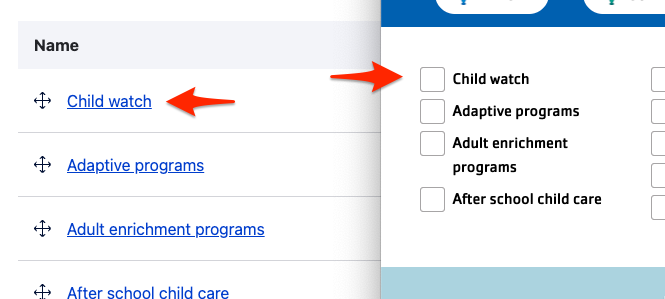 Name
Child watch
Adaptive programs
Adult enrichment programs
After school child care
Child watch
Adaptive programs
Adult enrichment
programs
After school child care